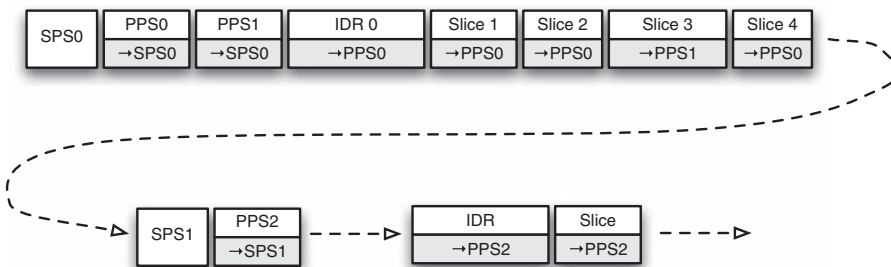 SPS0
PPS0 PPS1 IDR 0 Slice 1 Slice 2 Slice 3 Slice 4
→SPS0 →SPS0 →PPS0 →PPS0 →PPS0 →PPS1 →PPS0
SPS1
PPS2 IDR Slice
→SPS1 →PPS2 →PPS2